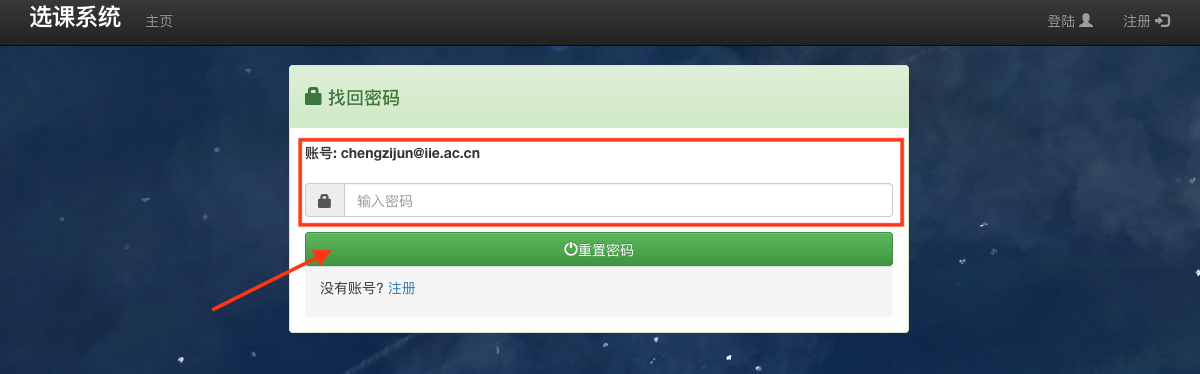 选课系统 主页 登陆 注册
找回密码
账号: chengzijun@iie.ac.cn
输入密码
重置密码
没有账号? 注册